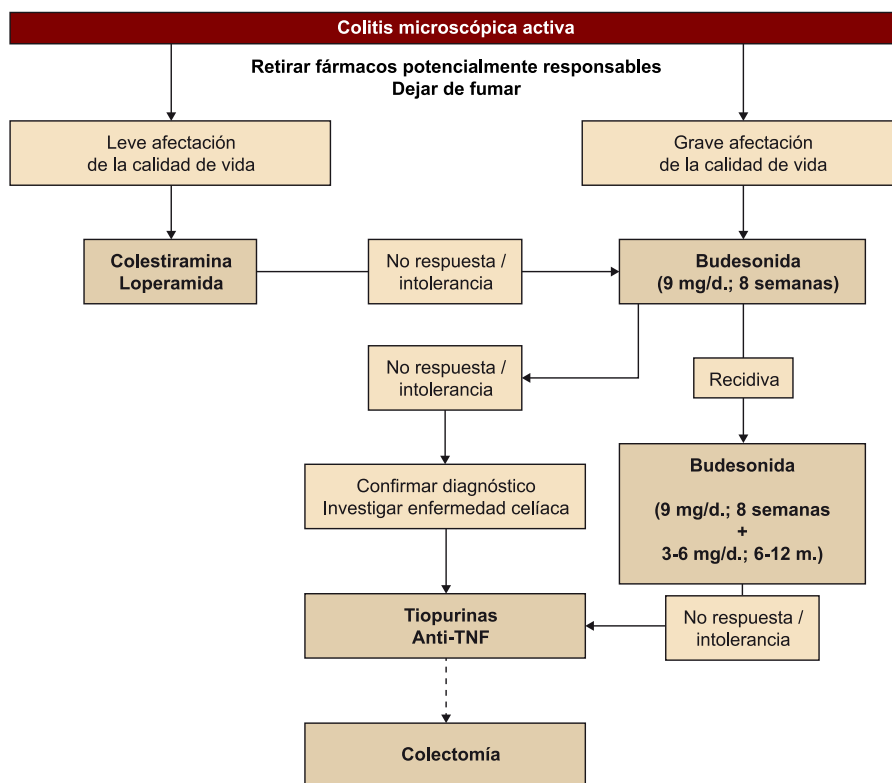 Colitis microscópica activa
Retirar fármacos potencialmente responsables
Dejar de fumar
Leve afectación
de la calidad de vida
Grave afectación
de la calidad de vida
Colestiramina
Loperamida
No respuesta /
intolerancia
Budesonida
(9 mg/d.; 8 semanas)
No respuesta /
intolerancia
Recidiva
Confirmar diagnóstico
Investigar enfermedad celíaca
Budesonida
(9 mg/d.; 8 semanas
+
3-6 mg/d.; 6-12 m.)
Tiopurinas
Anti-TNF
No respuesta /
intolerancia
Colectomía